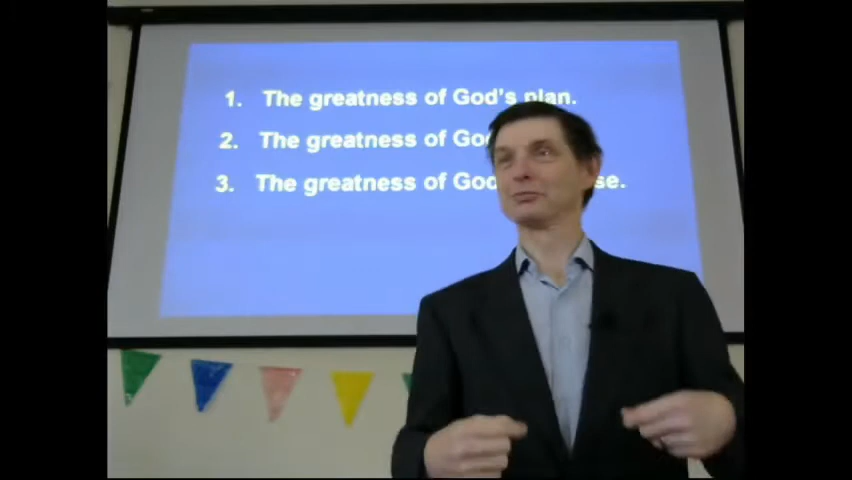 1. The greatness of God's plan.
2. The greatness of
3. The greatness of